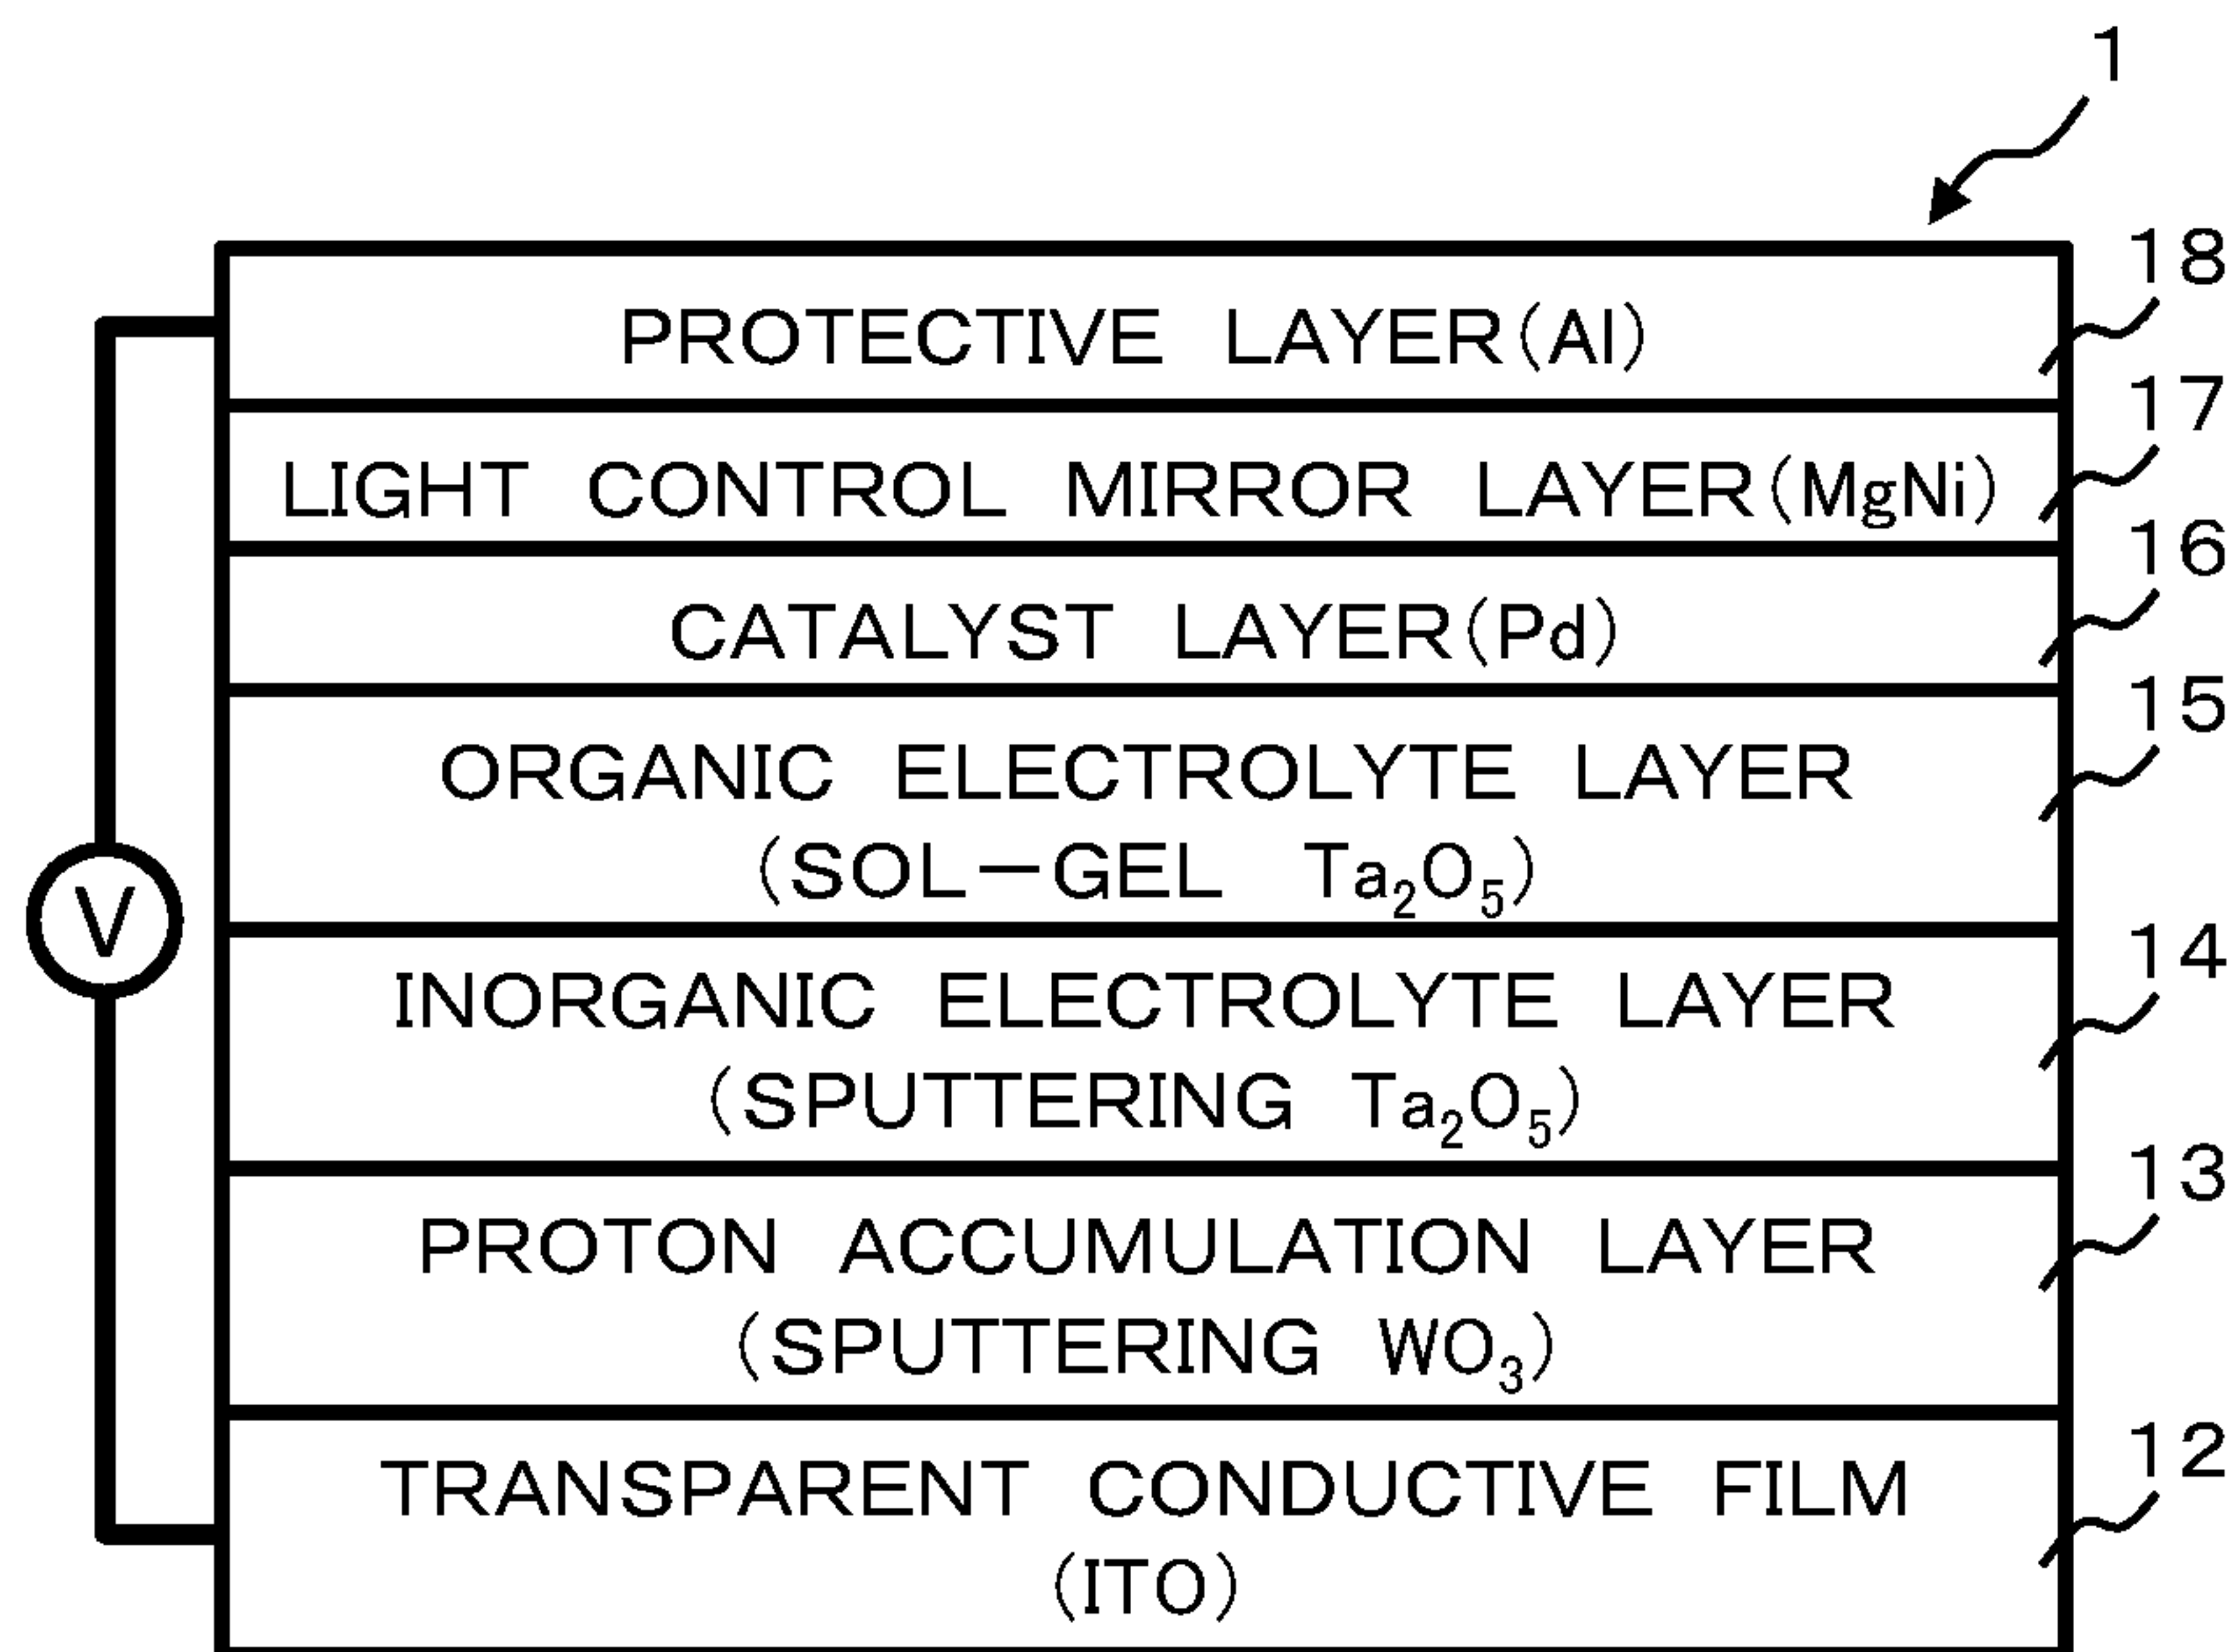 1
PROTECTIVE LAYER(Al)
18
LIGHT CONTROL MIRROR LAYER(MgNi)
17
CATALYST LAYER(Pd)
16
ORGANIC ELECTROLYTE LAYER
(SOL-GEL Ta₂O₅)
15
V
INORGANIC ELECTROLYTE LAYER
(SPUTTERING Ta₂O₅)
14
PROTON ACCUMULATION LAYER
(SPUTTERING WO₃)
13
TRANSPARENT CONDUCTIVE FILM
(ITO)
12